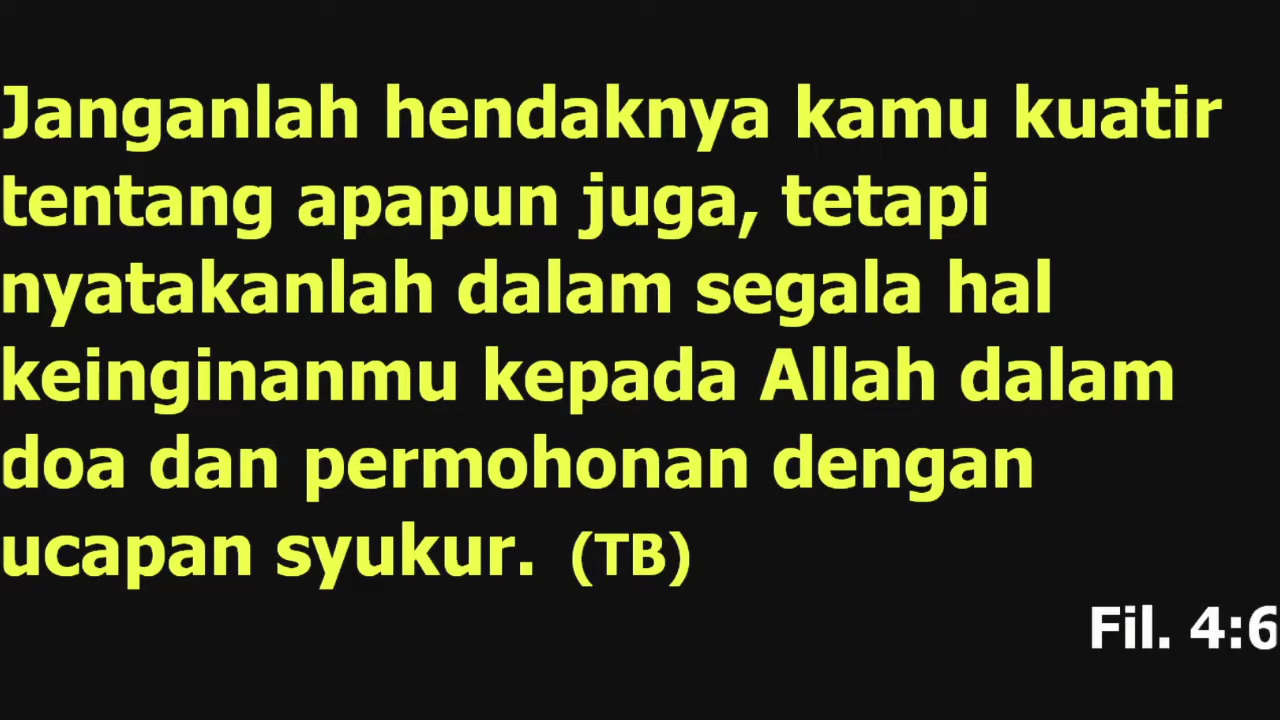 Janganlah hendaknya kamu kuatir
tentang apapun juga, tetapi
nyatakanlah dalam segala hal
keinginanmu kepada Allah dalam
doa dan permohonan dengan
ucapan syukur. (TB)
Fil. 4:6